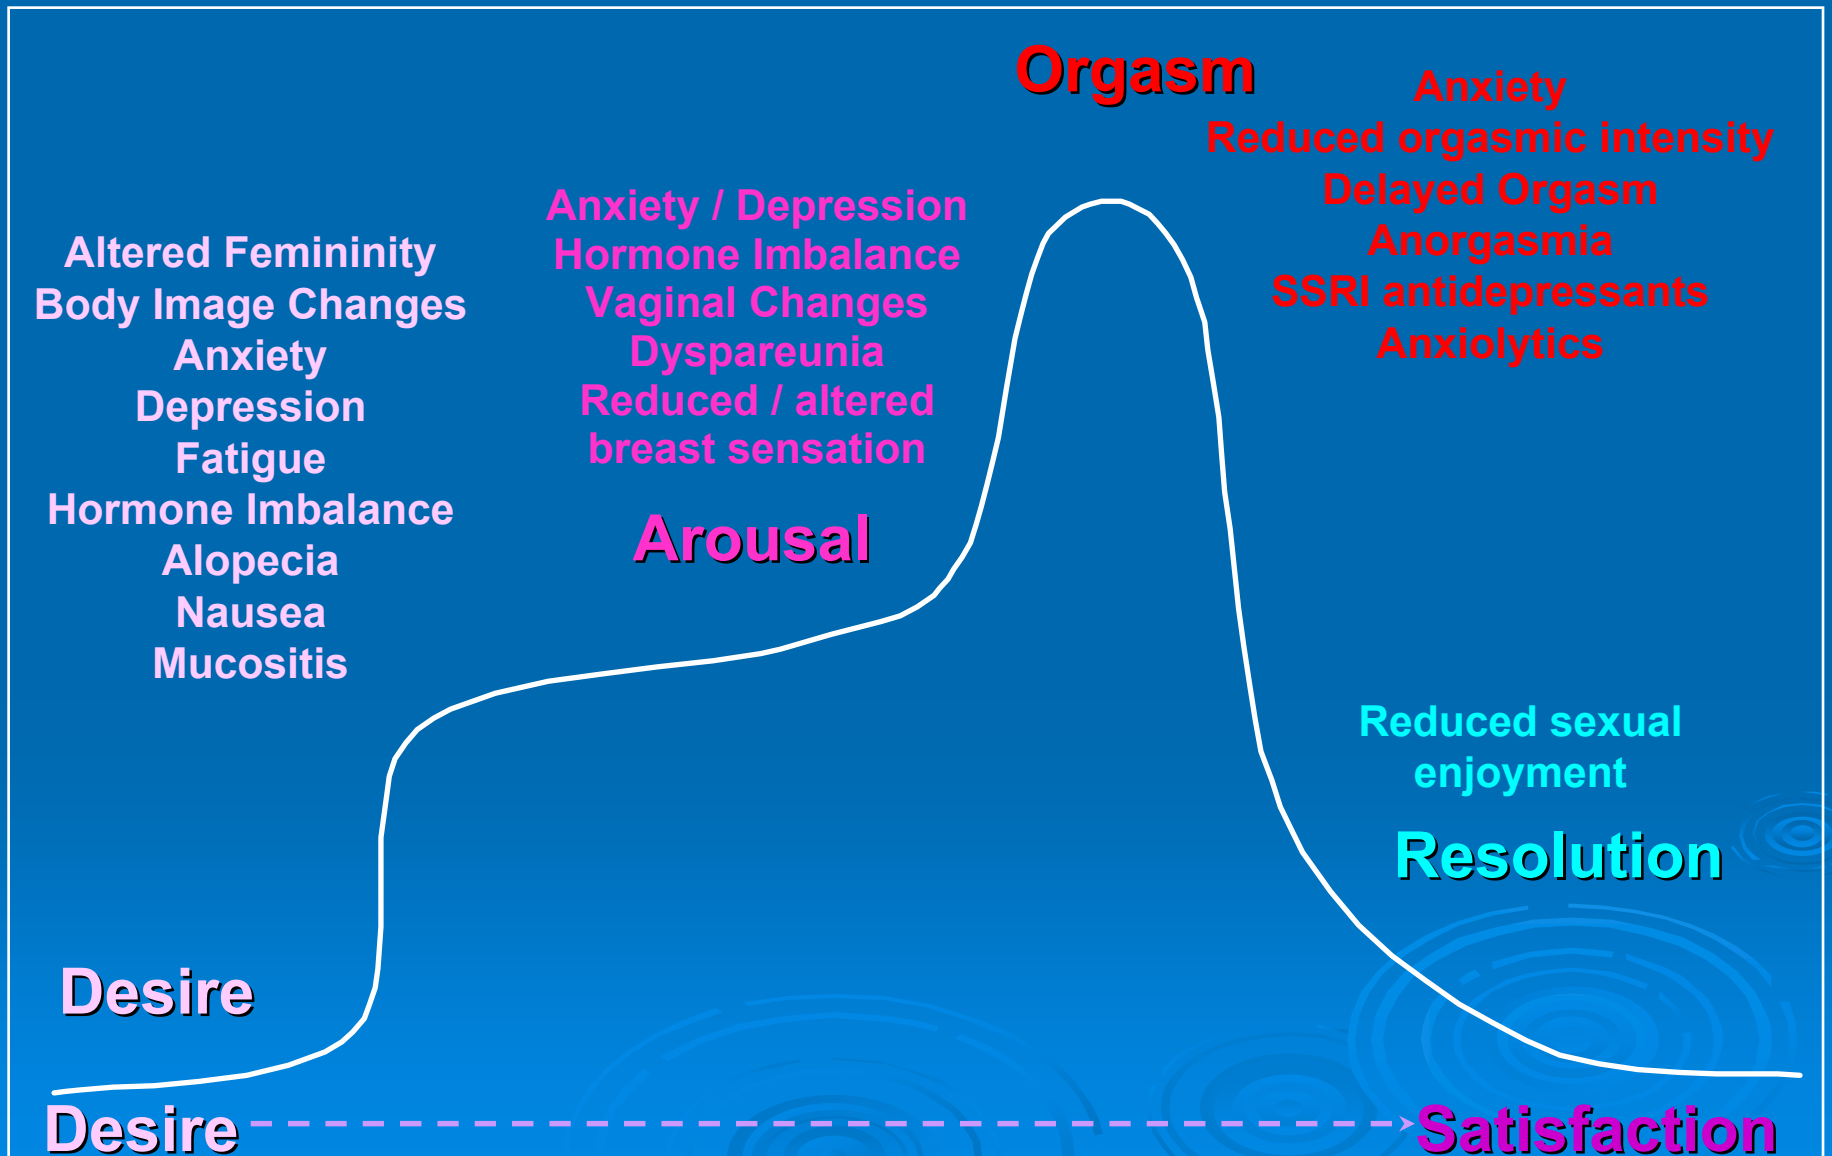 Altered Femininity
Body Image Changes
Anxiety
Depression
Fatigue
Hormone Imbalance
Alopecia
Nausea
Mucositis
Desire
Anxiety / Depression
Hormone Imbalance
Vaginal Changes
Dyspareunia
Reduced / altered
breast sensation
Arousal
Orgasm
Anxiety
Reduced orgasmic intensity
Delayed Orgasm
Anorgasmia
SSRI antidepressants
Anxiolytics
Reduced sexual
enjoyment
Resolution
Desire
Satisfaction